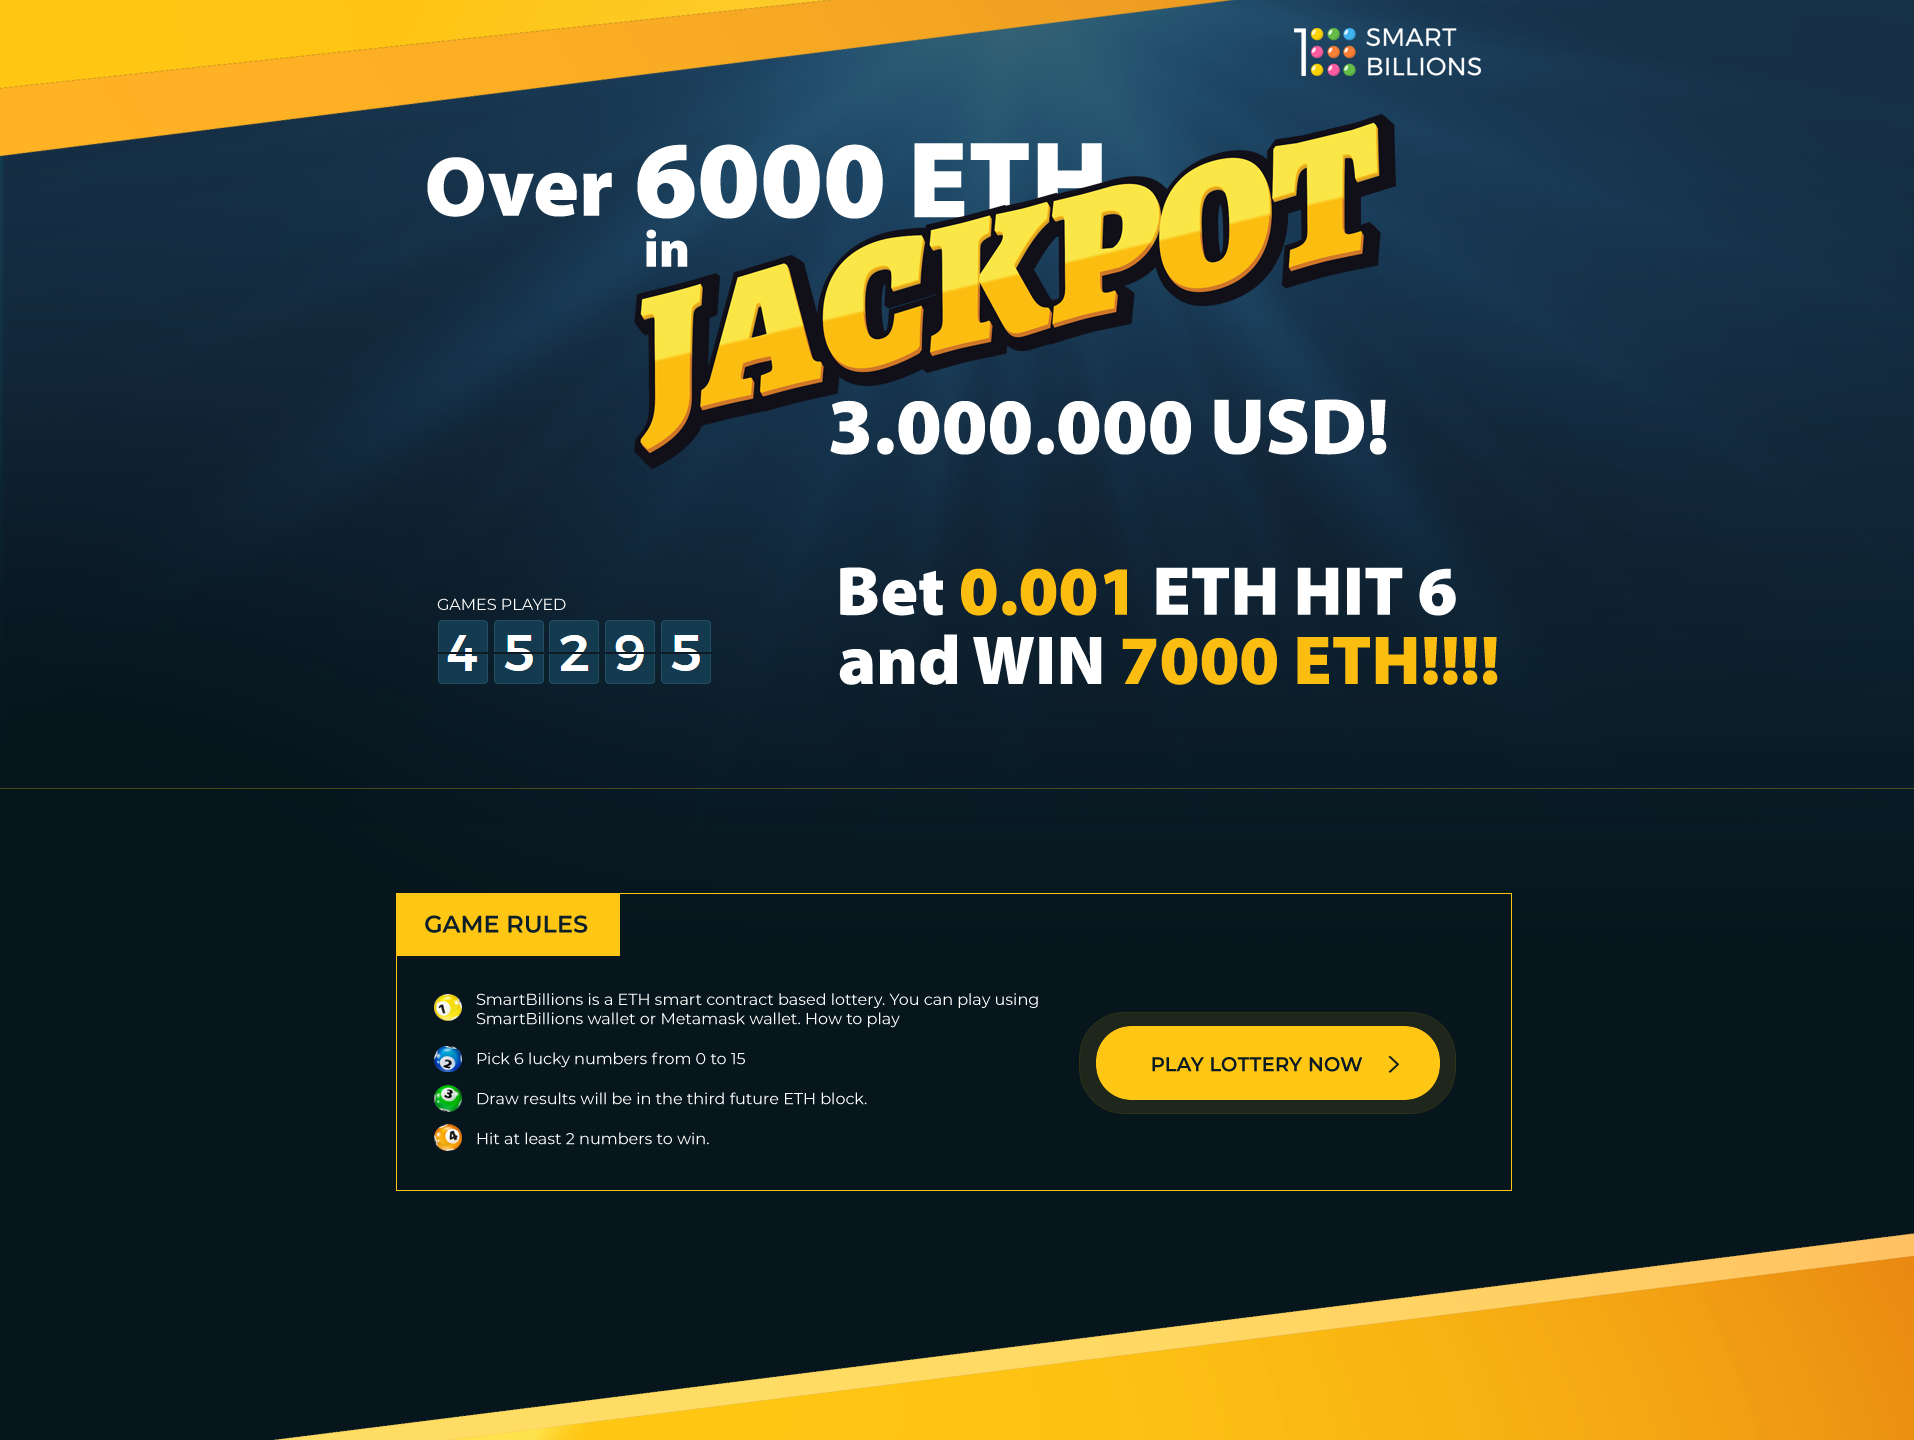 SMART
BILLIONS
Over 6000 ETH
in
JACKPOT
3.000.000 USD!
GAMES PLAYED
45295
Bet 0.001 ETH HIT 6
and WIN 7000 ETH!!!!
GAME RULES
1 SmartBillions is a ETH smart contract based lottery. You can play using
SmartBillions wallet or Metamask wallet. How to play
2 Pick 6 lucky numbers from 0 to 15
3 Draw results will be in the third future ETH block.
4 Hit at least 2 numbers to win.
PLAY LOTTERY NOW